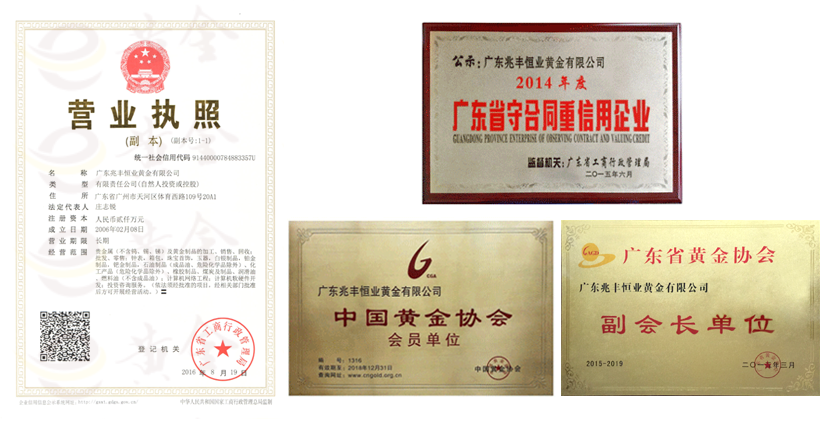 营业执照
(副 本) (副本号:1-1)
统一社会信用代码 91440000784883357U
名 称 广东兆丰恒业黄金有限公司
类 型 有限责任公司(自然人投资或控股)
住 所 广东省广州市天河区体育西路109号20A1
法定代表人
注 册 资 本 人民币贰仟万元
成 立 日 期 2006年02月08日
营 业 期 限 长期
经 营 范 围
登 记 机 关
广东省工商行政管理局
2016 年 8 月 19 日
中华人民共和国国家工商行政管理总局监制
公示:广东兆丰恒业黄金有限公司
2014 年度
广东省守合同重信用企业
GUANGDONG PROVINCE ENTERPRISE OF OBSERVING CONTRACT AND VALUING CREDIT
监督机关:广东省工商行政管理局
二〇一五年六月
CGA
广东兆丰恒业黄金有限公司
中国黄金协会
会员单位
编 号:1316
有效期至:2018年12月31日
查询网址:www.cngold.org.cn
中国黄金协会
广东省黄金协会
广东兆丰恒业黄金有限公司
副会长单位
2015-2019
二〇一五年三月